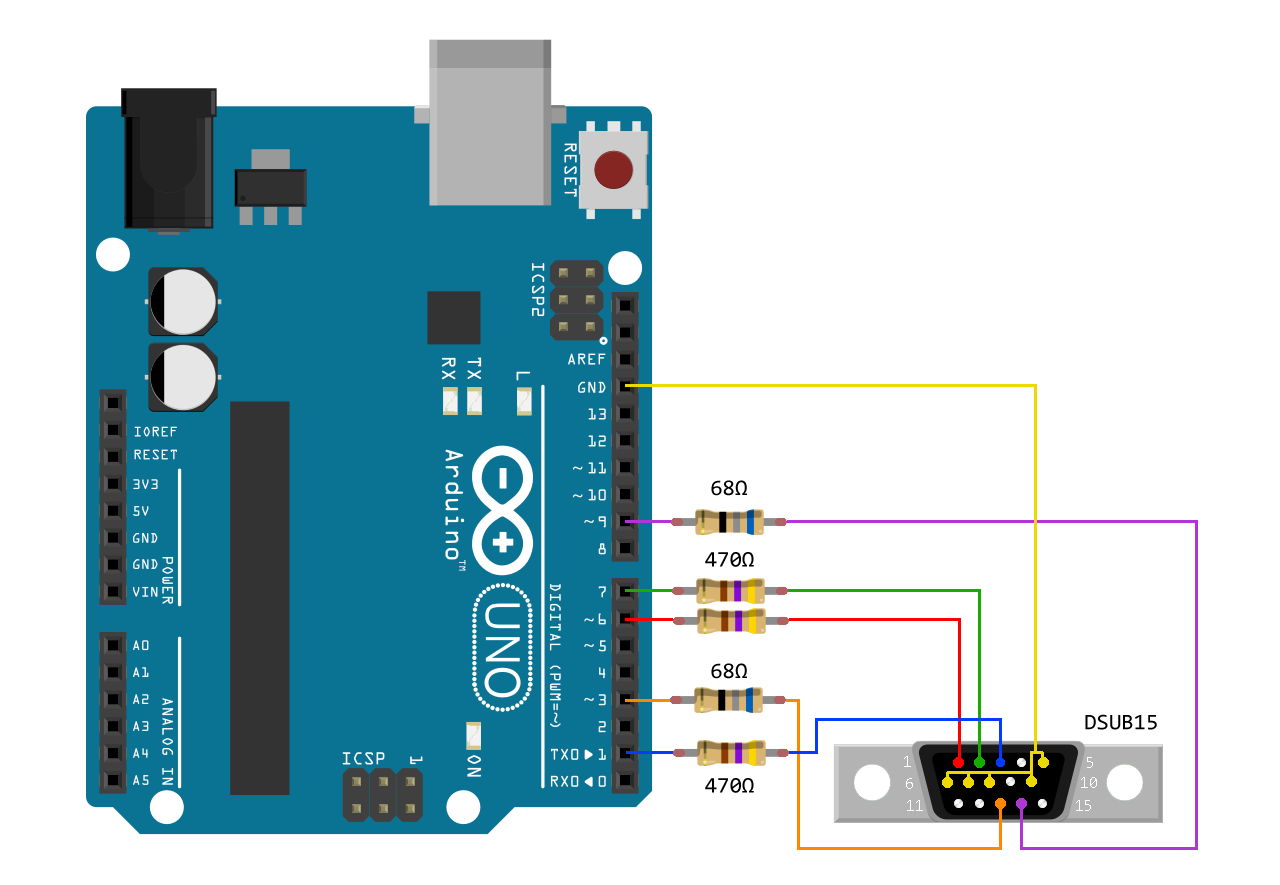 RESET
ICSP2
AREF
GND
13
12
~11
~10
~9
8
7
~6
~5
4
~3
2
TX0▶1
RX0◀0
DIGITAL (PWM=~)
RX
TX
L
Arduino™
UNO
ON
ICSP
1
IOREF
RESET
3V3
5V
GND
GND
VIN
POWER
A0
A1
A2
A3
A4
A5
ANALOG IN
68Ω
470Ω
68Ω
470Ω
DSUB15
1
5
6
10
11
15